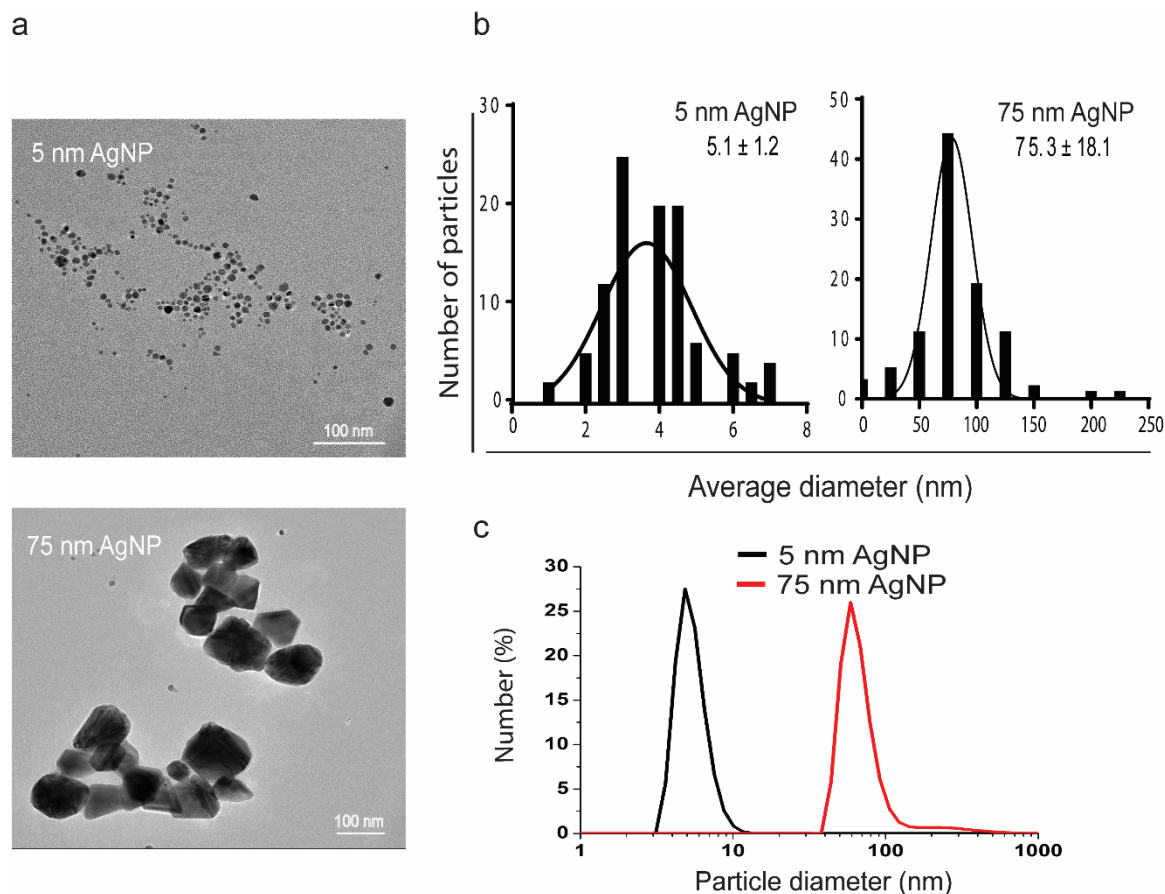 a
5 nm AgNP
100 nm
75 nm AgNP
100 nm
b
Number of particles
30
20
10
0
0 2 4 6 8
5 nm AgNP
5.1 ± 1.2
50
40
30
20
10
0
0 50 100 150 200 250
75 nm AgNP
75.3 ± 18.1
Average diameter (nm)
c
5 nm AgNP
75 nm AgNP
Number (%)
30
25
20
15
10
5
0
1 10 100 1000
Particle diameter (nm)